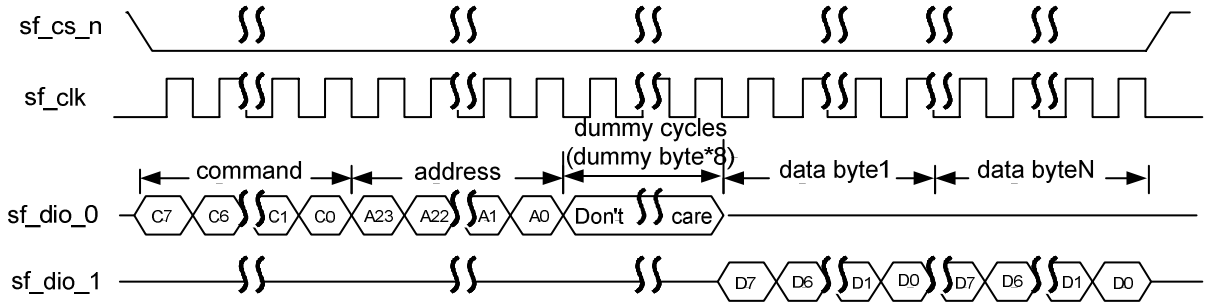 sf_cs_n
sf_clk
dummy cycles
command address (dummy byte*8) data byte1 data byteN
sf_dio_0 C7 C6 C1 C0 A23 A22 A1 A0 Don't care
sf_dio_1 D7 D6 D1 D0 D7 D6 D1 D0